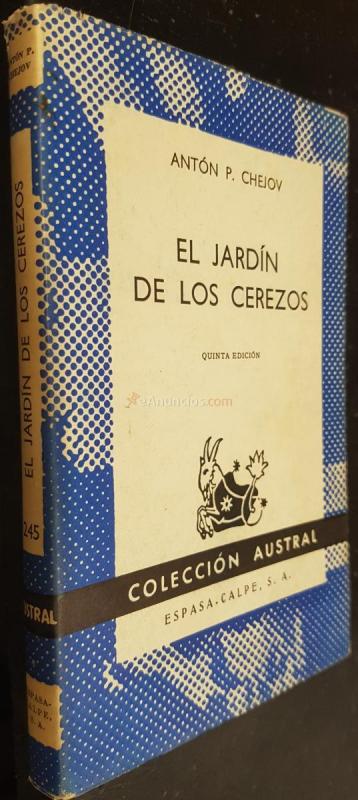 ANTÓN P.
CHEJOV
EL JARDÍN DE LOS CEREZOS
245
AUSTRAL
ESPASA-
CALPE,
S. A.
ANTÓN P. CHEJOV
EL JARDÍN
DE LOS CEREZOS
QUINTA EDICIÓN
eAnuncios.com
COLECCIÓN AUSTRAL
ESPASA-CALPE, S. A.